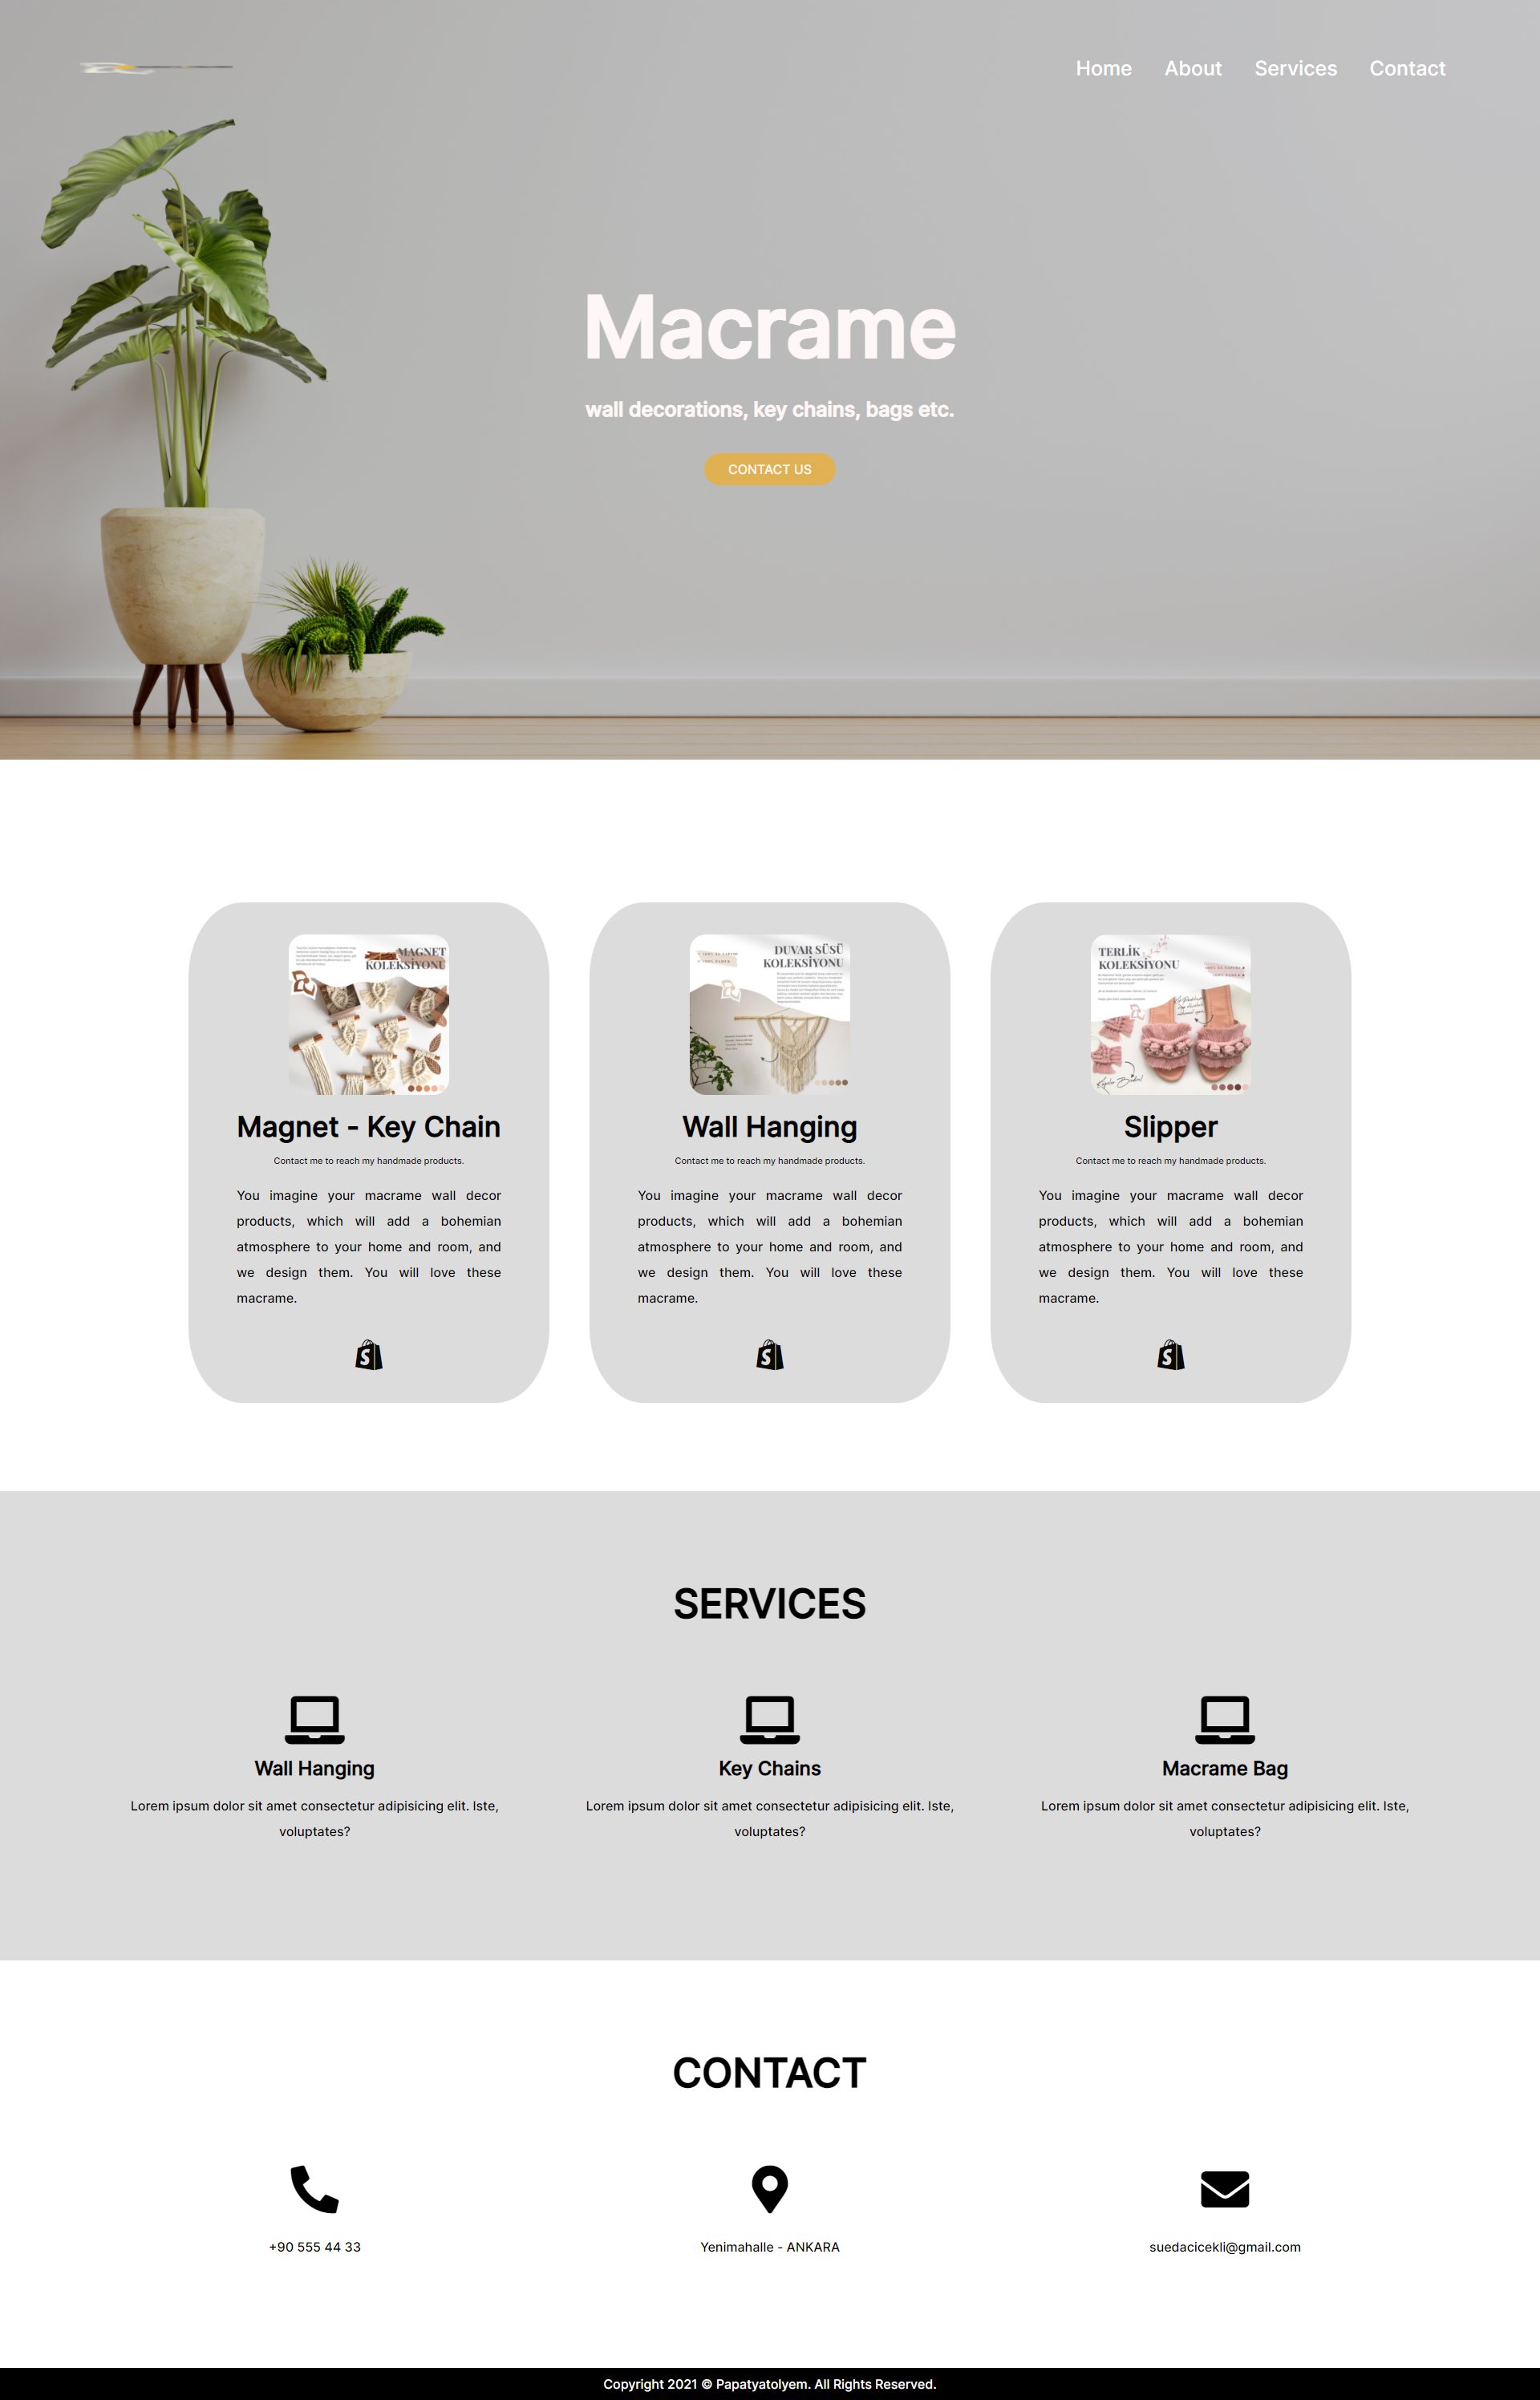 Home About Services Contact
Macrame
wall decorations, key chains, bags etc.
CONTACT US
MAGNET
KOLEKSİYONU
Magnet - Key Chain
Contact me to reach my handmade products.
You imagine your macrame wall decor
products, which will add a bohemian
atmosphere to your home and room, and
we design them. You will love these
macrame.
DUVAR SÜSÜ
KOLEKSİYONU
Wall Hanging
Contact me to reach my handmade products.
You imagine your macrame wall decor
products, which will add a bohemian
atmosphere to your home and room, and
we design them. You will love these
macrame.
TERLİK
KOLEKSİYONU
Slipper
Contact me to reach my handmade products.
You imagine your macrame wall decor
products, which will add a bohemian
atmosphere to your home and room, and
we design them. You will love these
macrame.
SERVICES
Wall Hanging
Lorem ipsum dolor sit amet consectetur adipisicing elit. Iste,
voluptates?
Key Chains
Lorem ipsum dolor sit amet consectetur adipisicing elit. Iste,
voluptates?
Macrame Bag
Lorem ipsum dolor sit amet consectetur adipisicing elit. Iste,
voluptates?
CONTACT
+90 555 44 33
Yenimahalle - ANKARA
suedacicekli@gmail.com
Copyright 2021 © Papatyatolyem. All Rights Reserved.